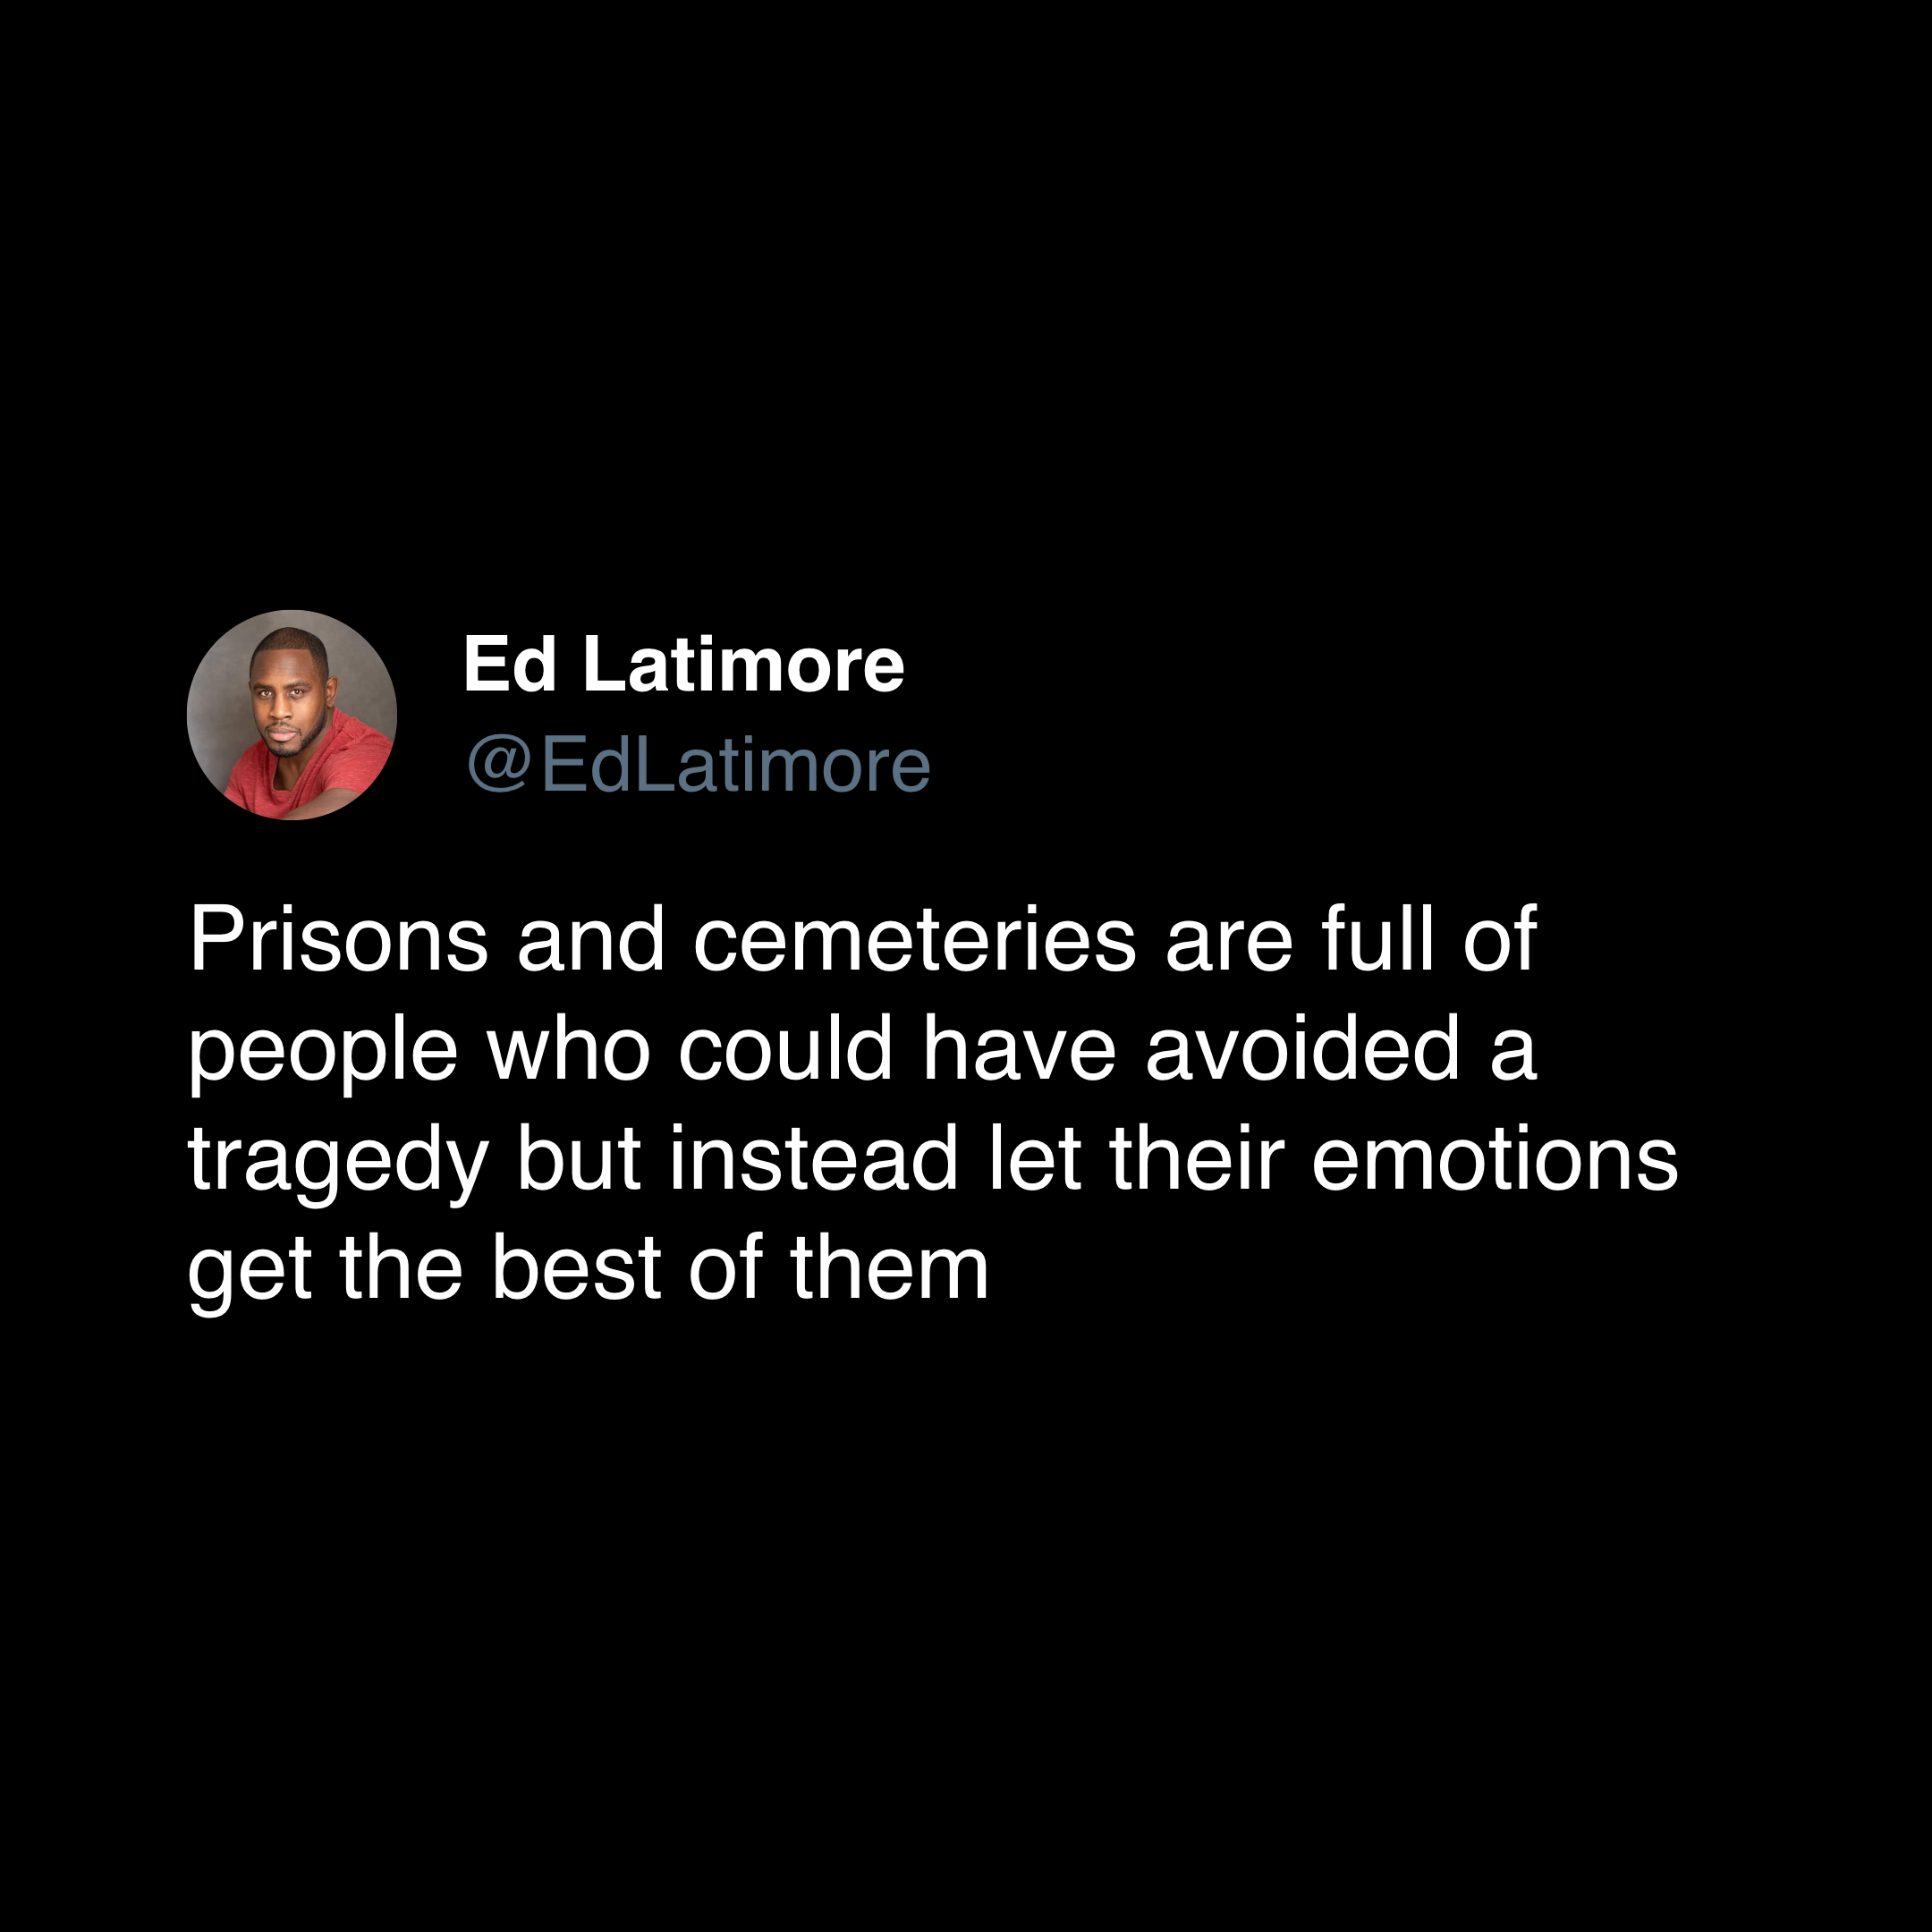 Ed Latimore
@EdLatimore
Prisons and cemeteries are full of
people who could have avoided a
tragedy but instead let their emotions
get the best of them